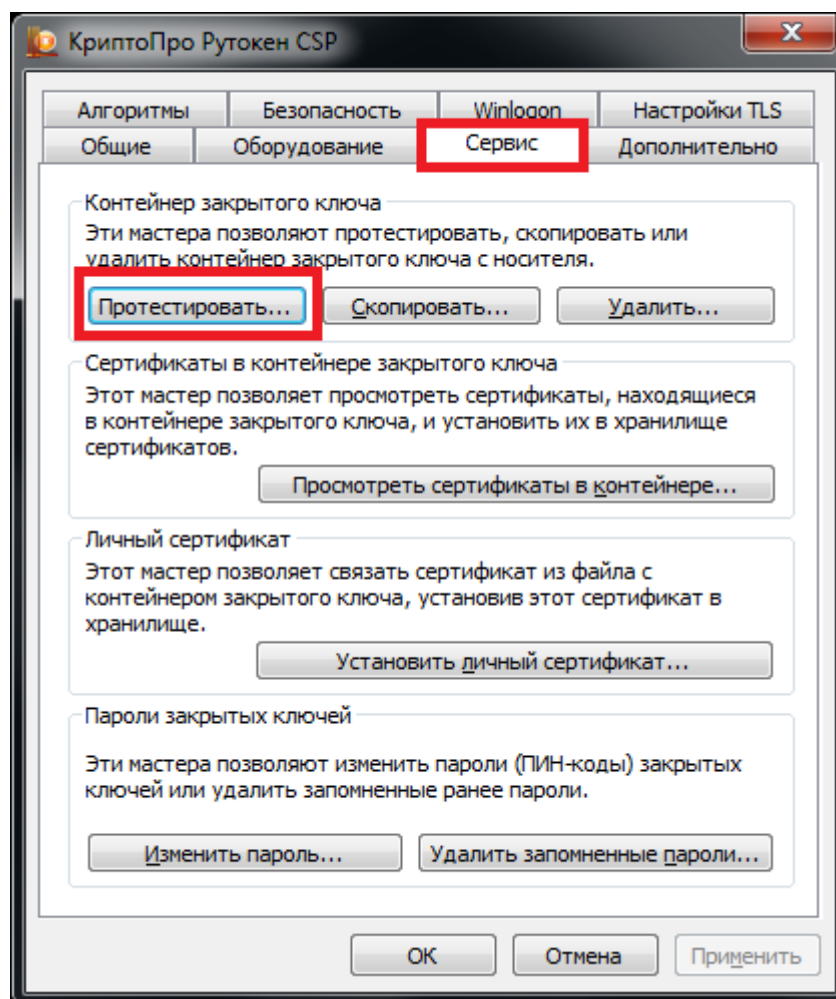 КриптоПро Рутокен CSP
Алгоритмы
Безопасность
Winlogon
Настройки TLS
Общие
Оборудование
Сервис
Дополнительно
Контейнер закрытого ключа
Эти мастера позволяют протестировать, скопировать или
удалить контейнер закрытого ключа с носителя.
Протестировать...
Скопировать...
Удалить...
Сертификаты в контейнере закрытого ключа
Этот мастер позволяет просмотреть сертификаты, находящиеся
в контейнере закрытого ключа, и установить их в хранилище
сертификатов.
Просмотреть сертификаты в контейнере...
Личный сертификат
Этот мастер позволяет связать сертификат из файла с
контейнером закрытого ключа, установив этот сертификат в
хранилище.
Установить личный сертификат...
Пароли закрытых ключей
Эти мастера позволяют изменить пароли (ПИН-коды) закрытых
ключей или удалить запомненные ранее пароли.
Изменить пароль...
Удалить запомненные пароли...
ОК
Отмена
Применить